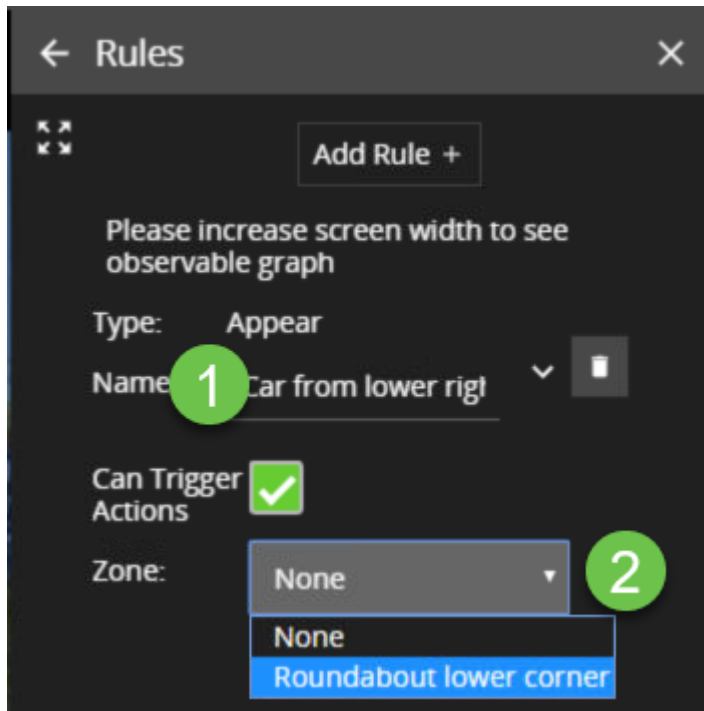 Rules
Add Rule +
Please increase screen width to see
observable graph
Type: Appear
Name 1 Car from lower righ
Can Trigger
Actions
Zone: None 2
None
Roundabout lower corner